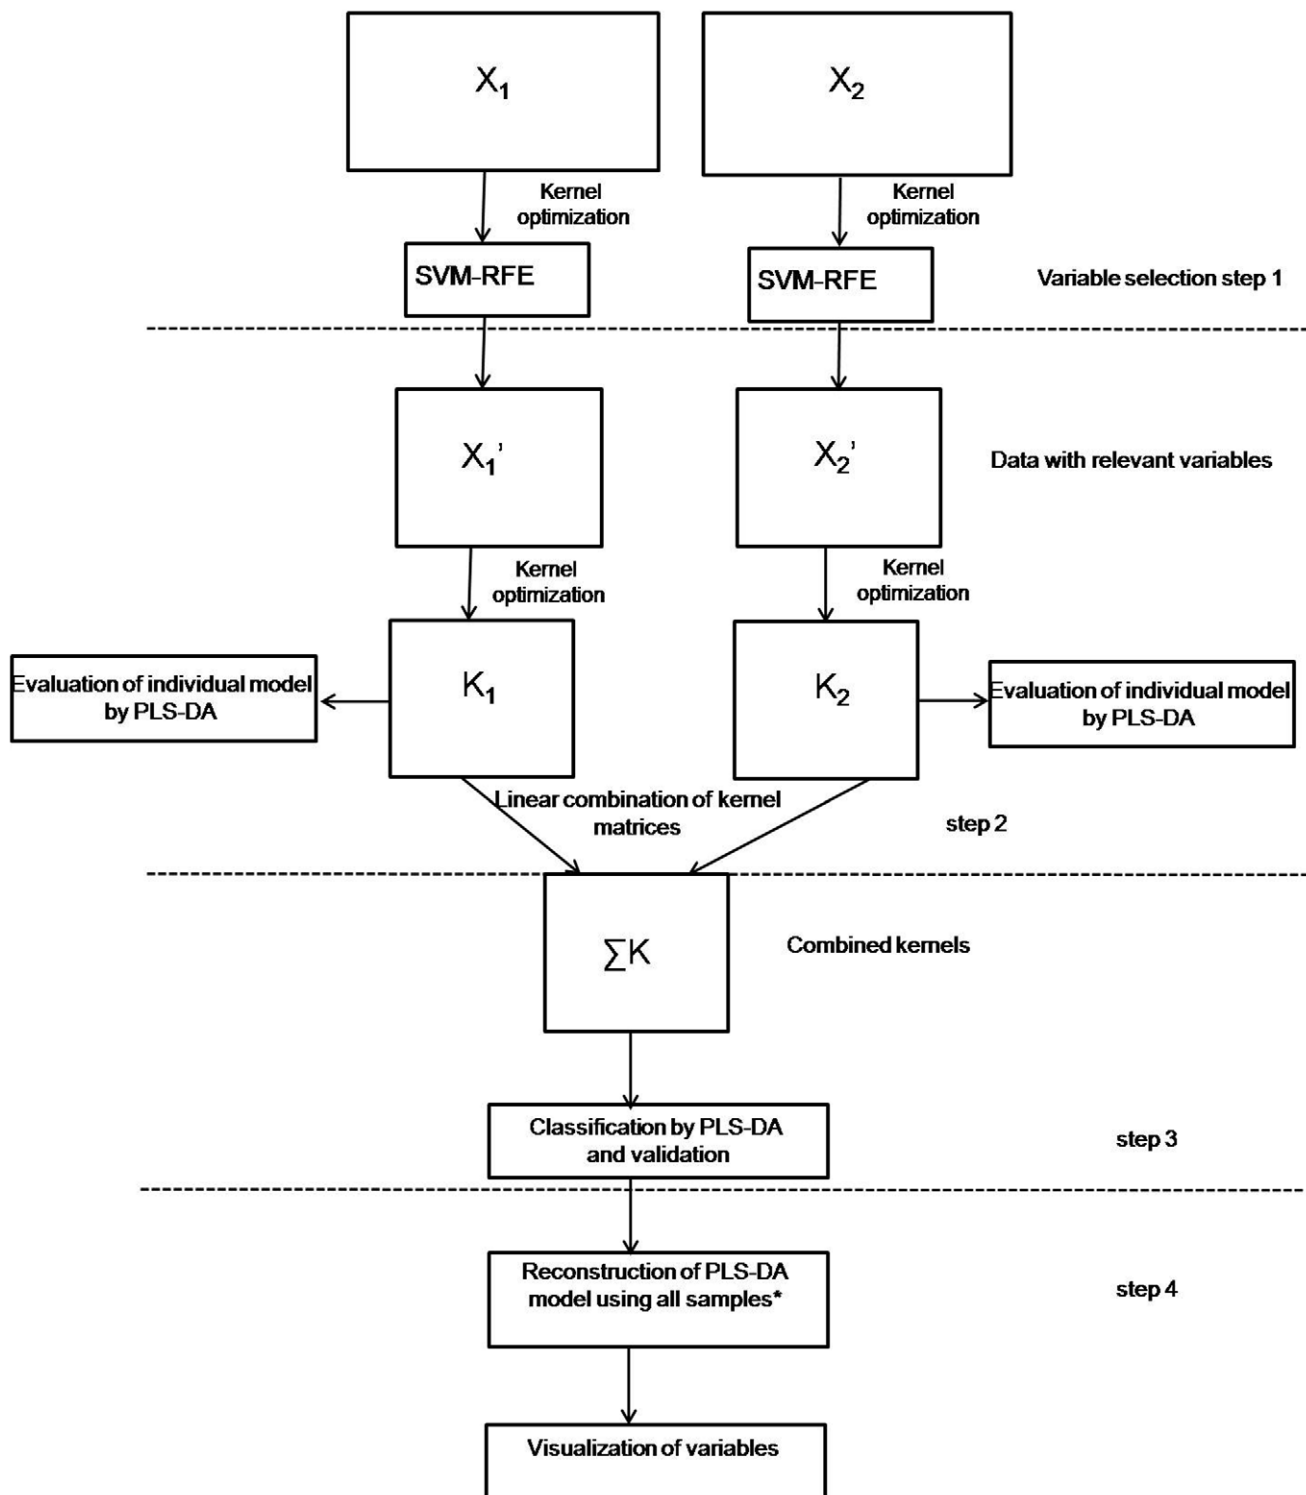 X₁
X₂
Kernel
optimization
Kernel
optimization
SVM-RFE
SVM-RFE
Variable selection step 1
X₁’
X₂’
Data with relevant variables
Kernel
optimization
Kernel
optimization
Evaluation of individual model
by PLS-DA
K₁
K₂
Evaluation of individual model
by PLS-DA
Linear combination of kernel
matrices
step 2
∑K
Combined kernels
Classification by PLS-DA
and validation
step 3
Reconstruction of PLS-DA
model using all samples*
step 4
Visualization of variables